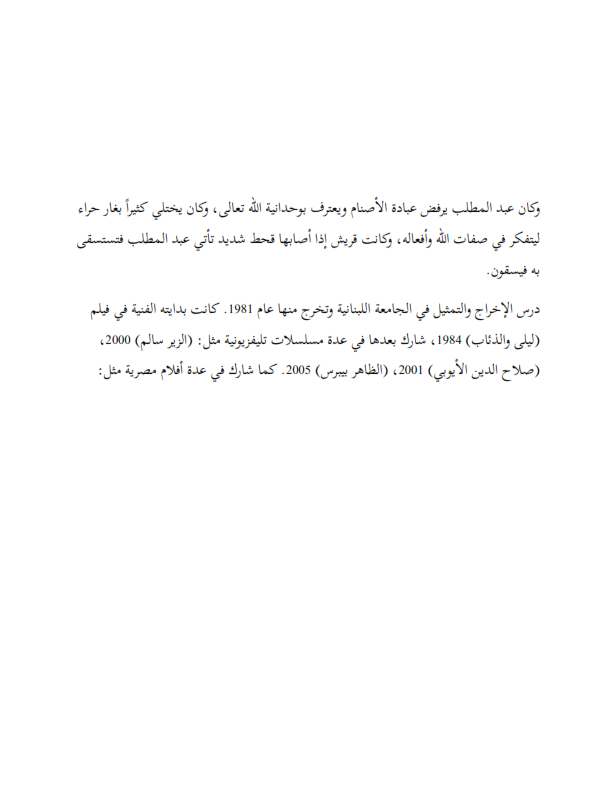 وكان عبد المطلب يرفض عبادة الأصنام ويعترف بوحدانية الله تعالى، وكان يختلي كثيراً بغار حراء
ليتفكر في صفات الله وأفعاله، وكانت قريش إذا أصابها قحط شديد تأتي عبد المطلب فتستسقى
به فيسقون.
درس الإخراج والتمثيل في الجامعة اللبنانية وتخرج منها عام 1981. كانت بدايته الفنية في فيلم
(ليلى والذئاب) 1984، شارك بعدها في عدة مسلسلات تليفزيونية مثل: (الزير سالم) 2000،
(صلاح الدين الأيوبي) 2001، (الظاهر بيبرس) 2005. كما شارك في عدة أفلام مصرية مثل: